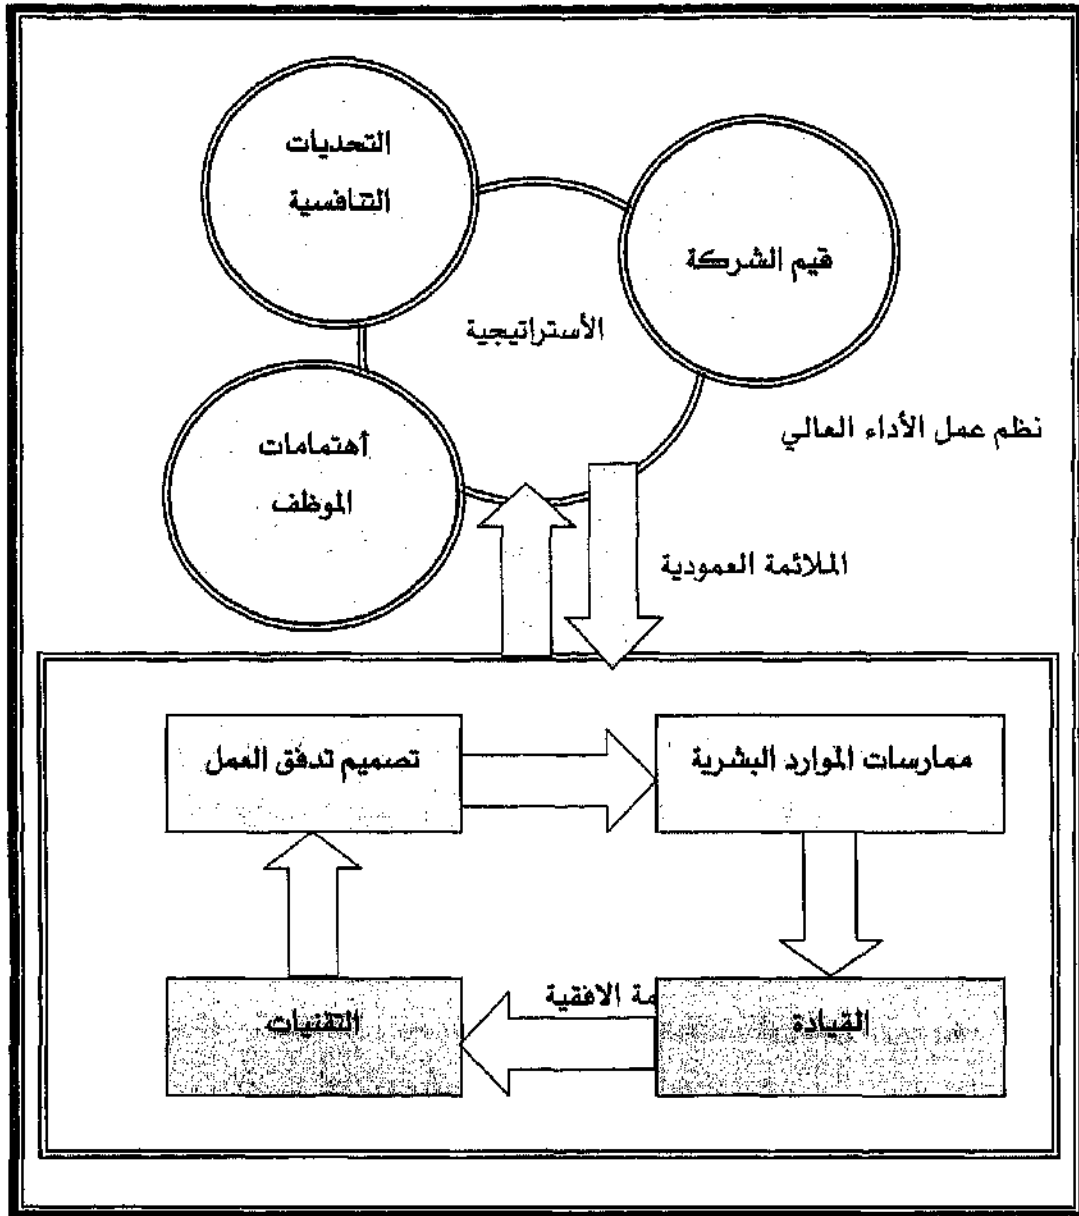 التحديات
التنافسية
قيم الشركة
الأستراتيجية
أهتمامات
الموظف
نظم عمل الأداء العالي
الملائمة العمودية
تصميم تدفق العمل
ممارسات الموارد البشرية
الافقية
التقنيات
القيادة